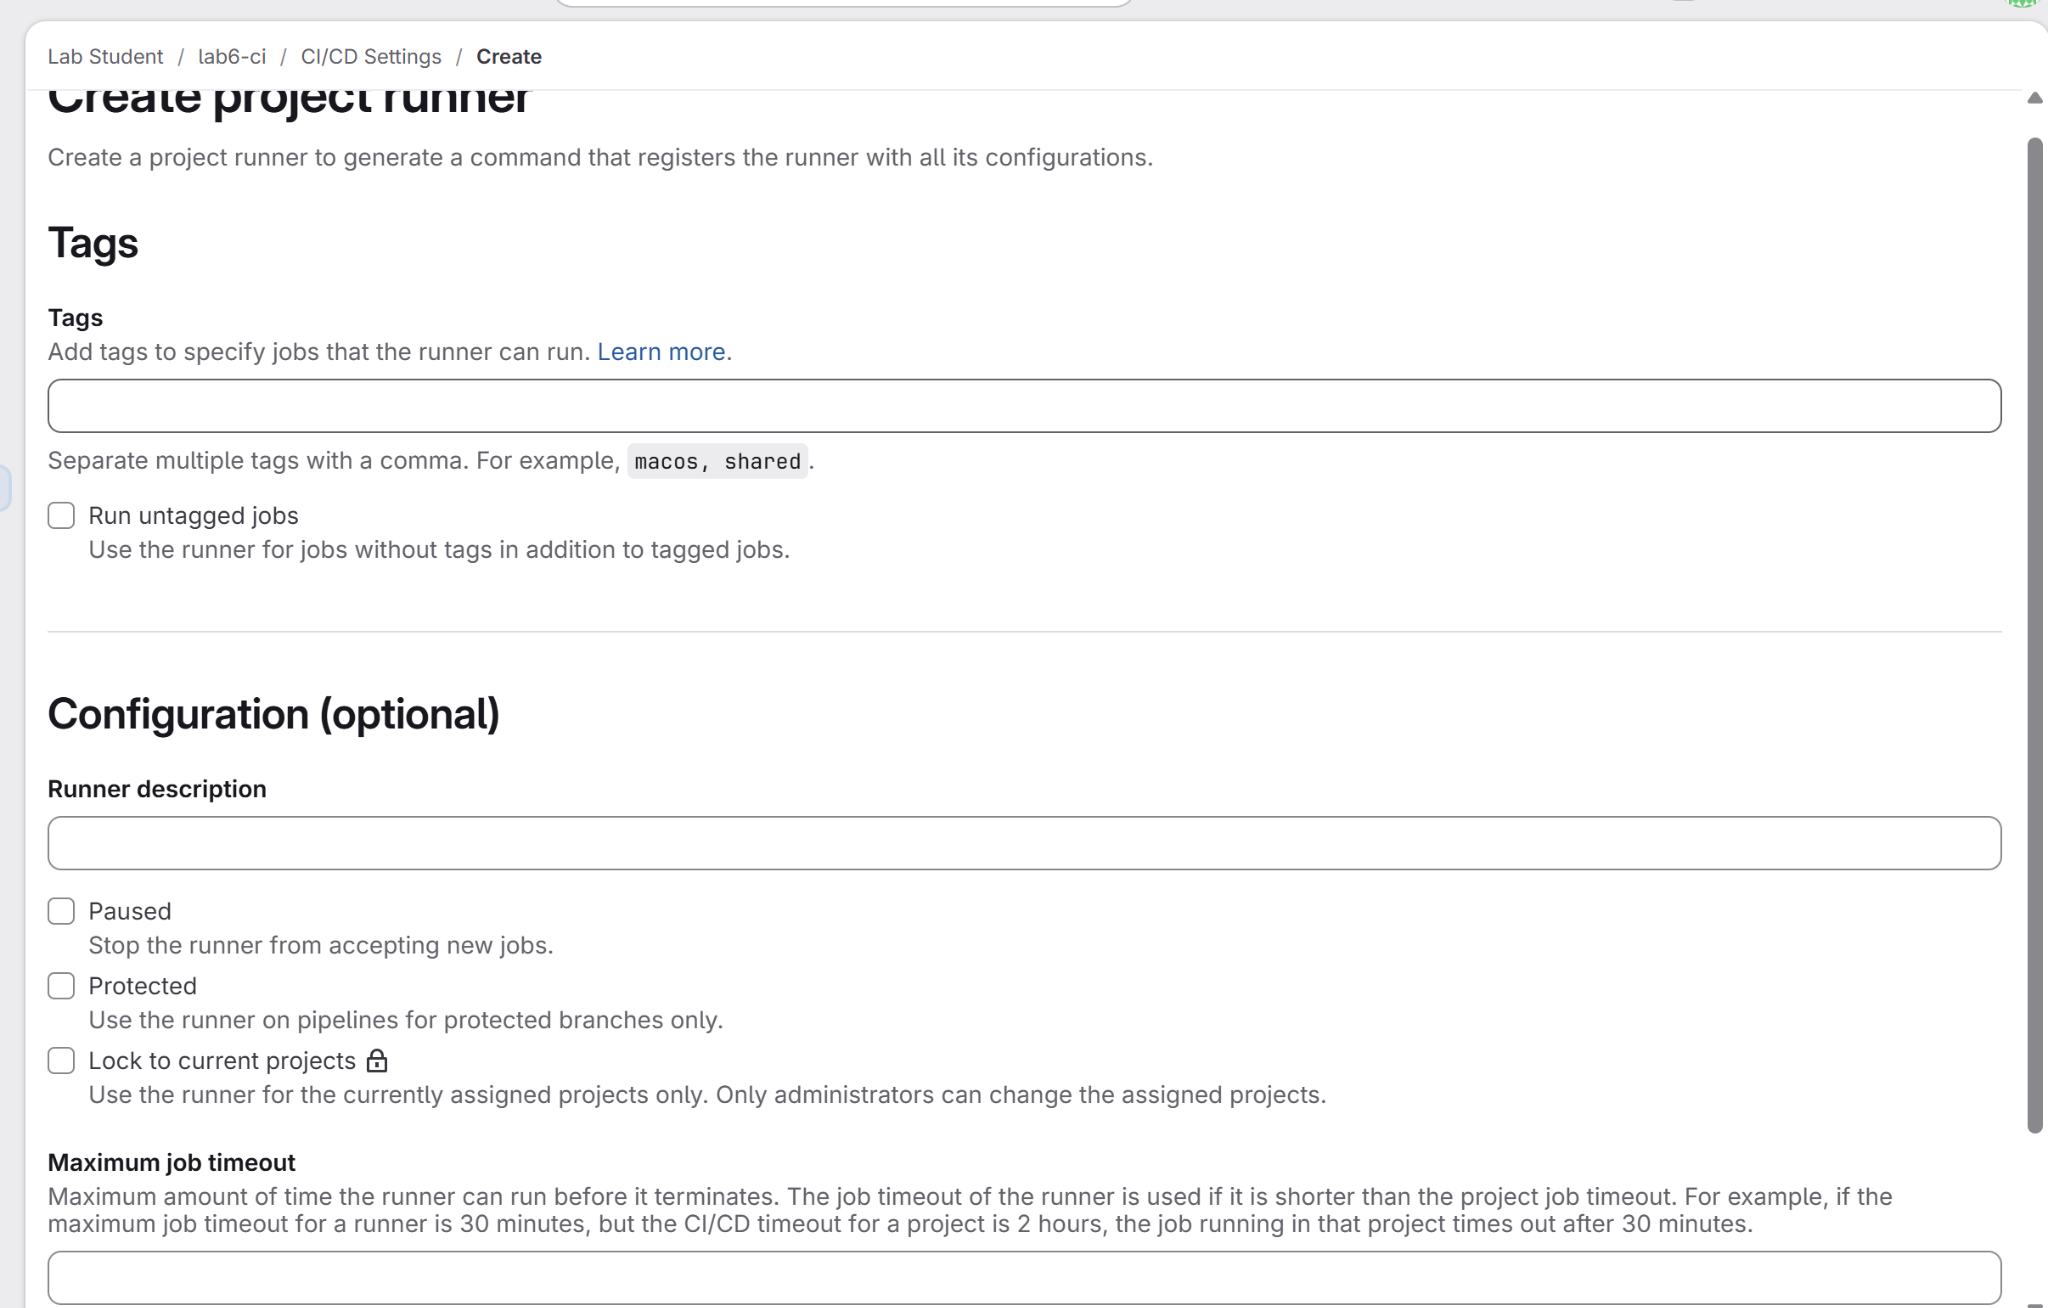 Lab Student / lab6-ci / CI/CD Settings / Create
Create project runner
Create a project runner to generate a command that registers the runner with all its configurations.
Tags
Tags
Add tags to specify jobs that the runner can run. Learn more.
Separate multiple tags with a comma. For example, macos, shared.
Run untagged jobs
Use the runner for jobs without tags in addition to tagged jobs.
Configuration (optional)
Runner description
Paused
Stop the runner from accepting new jobs.
Protected
Use the runner on pipelines for protected branches only.
Lock to current projects
Use the runner for the currently assigned projects only. Only administrators can change the assigned projects.
Maximum job timeout
Maximum amount of time the runner can run before it terminates. The job timeout of the runner is used if it is shorter than the project job timeout. For example, if the
maximum job timeout for a runner is 30 minutes, but the CI/CD timeout for a project is 2 hours, the job running in that project times out after 30 minutes.